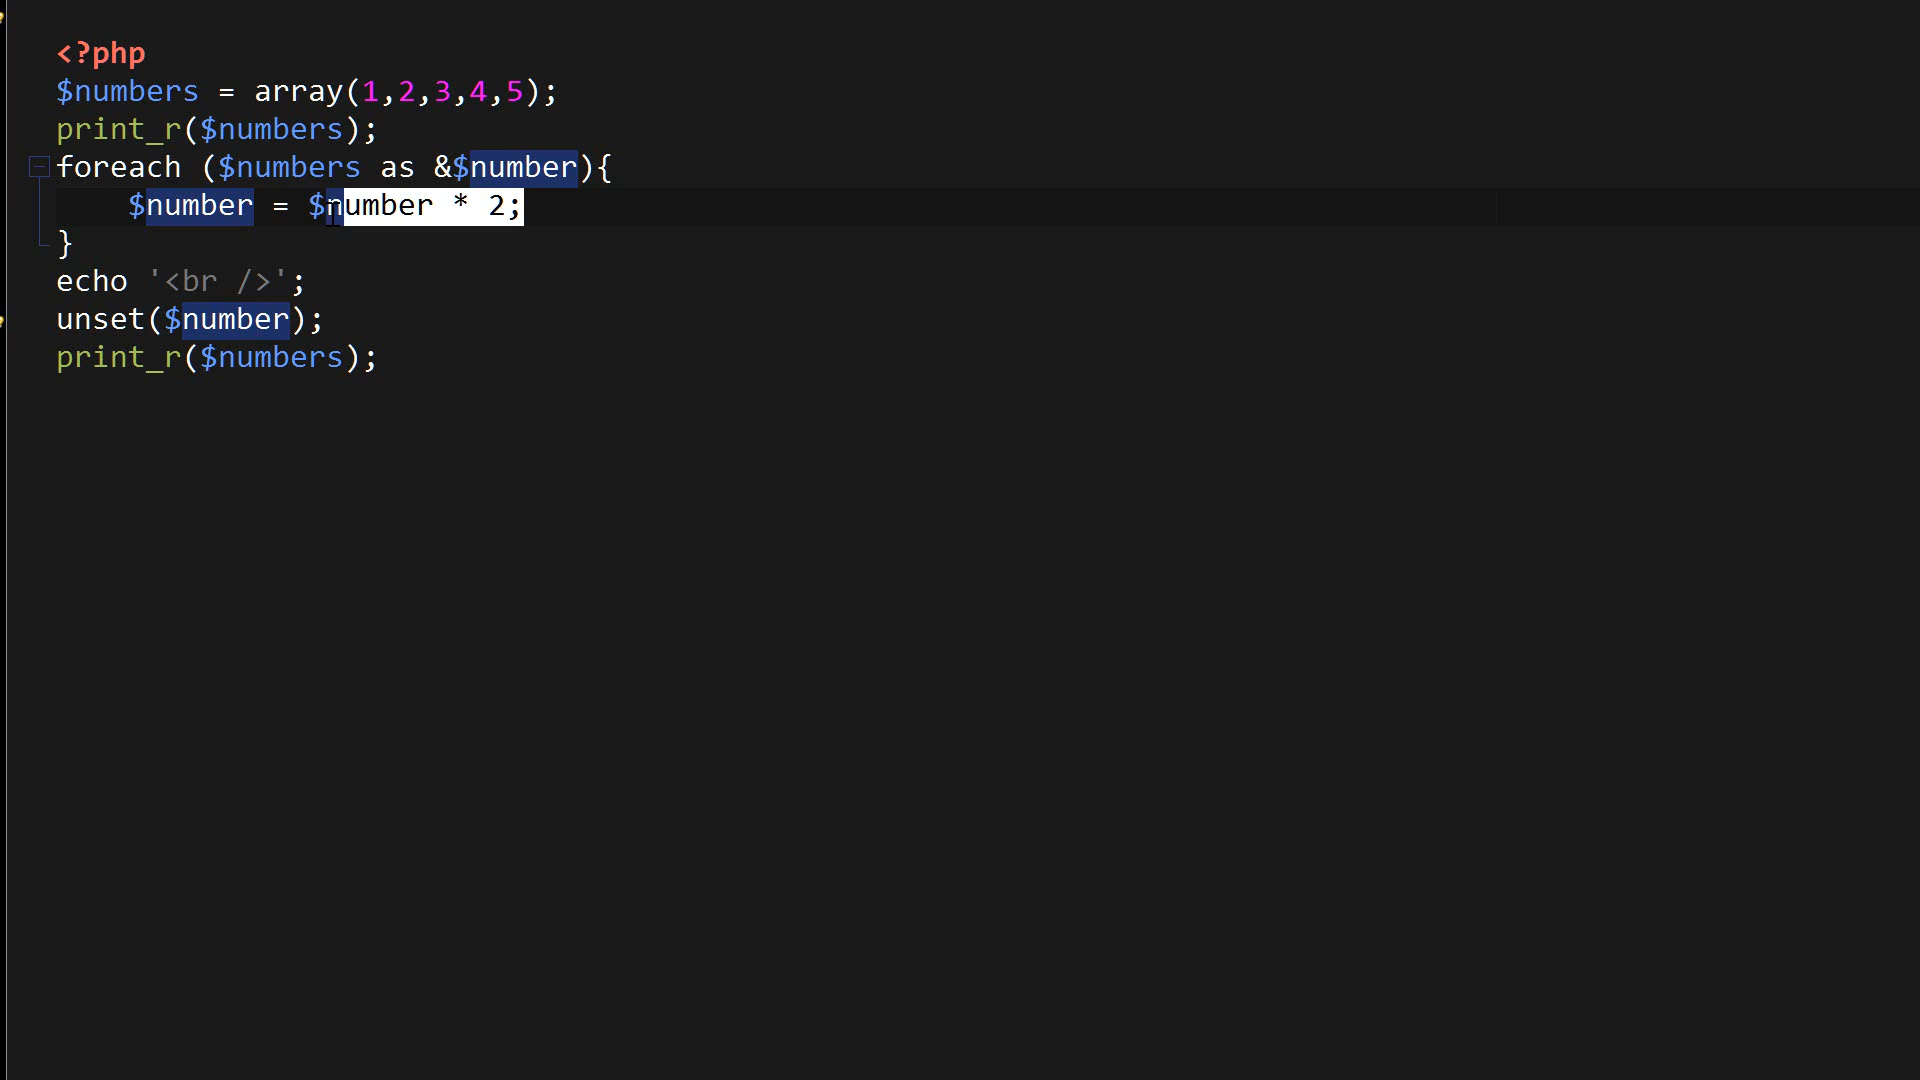 <?php
$numbers = array(1,2,3,4,5);
print_r($numbers);
foreach ($numbers as &$number){
    $number = $number * 2;
}
echo '<br />';
unset($number);
print_r($numbers);